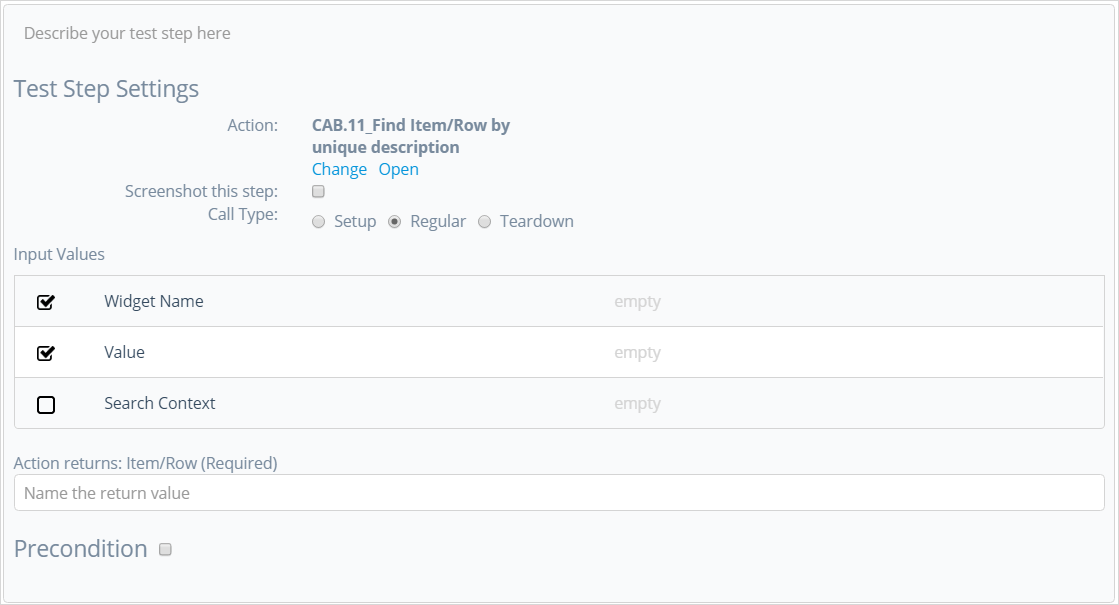 Describe your test step here
Test Step Settings
Action:
CAB.11_Find Item/Row by
unique description
Change Open
Screenshot this step:
Call Type:
Setup Regular Teardown
Input Values
Widget Name empty
Value empty
Search Context empty
Action returns: Item/Row (Required)
Name the return value
Precondition